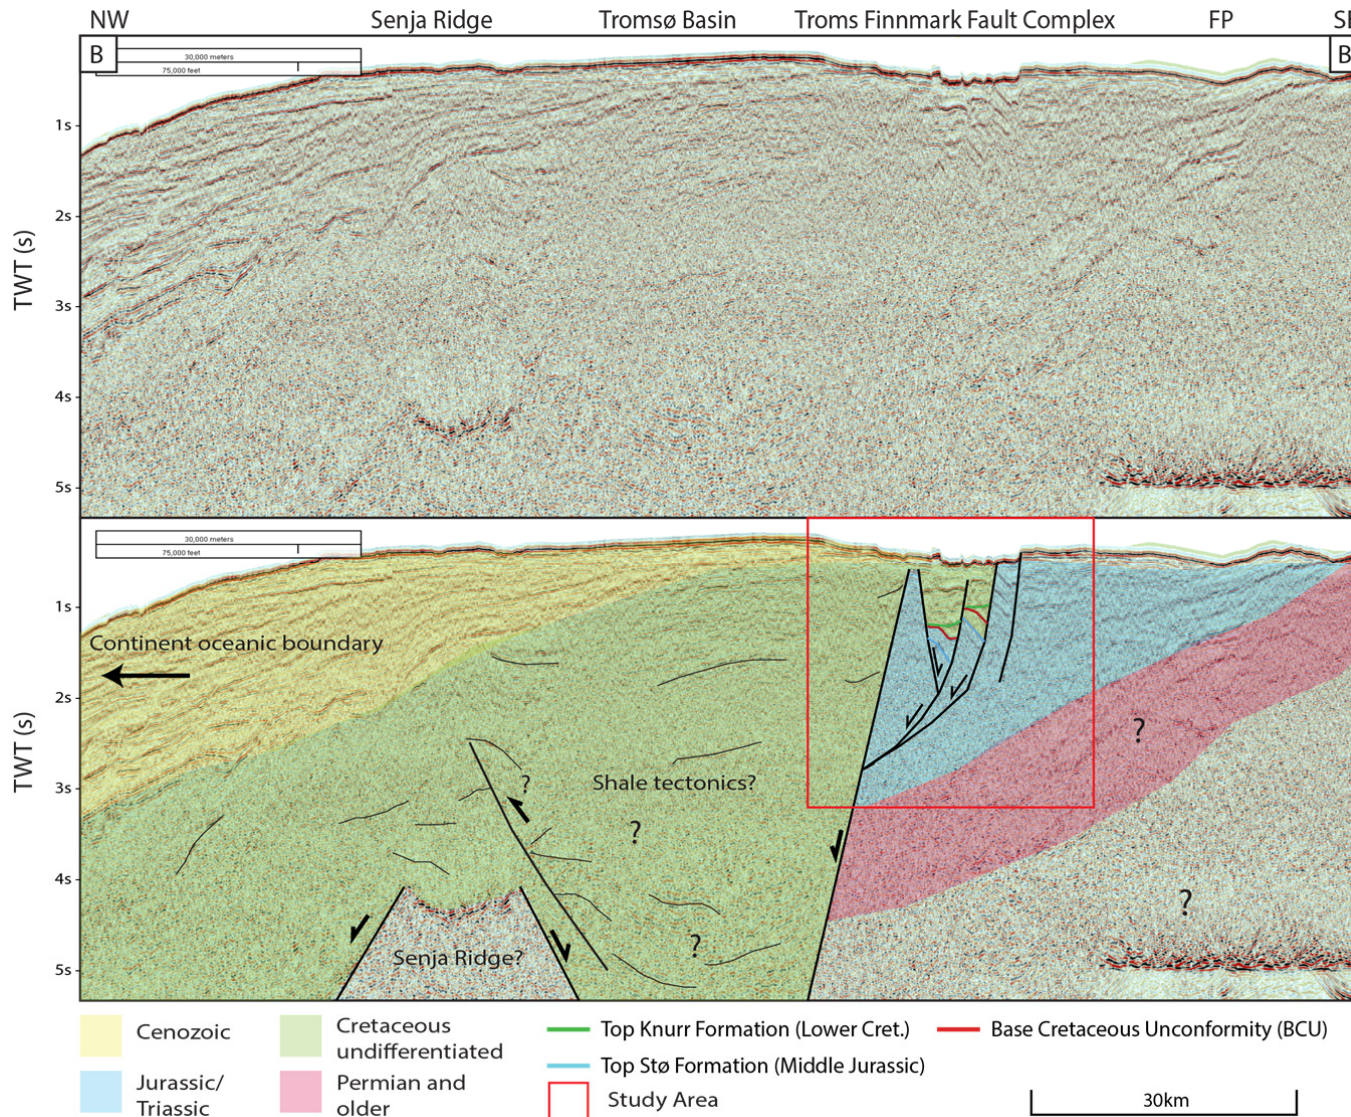 NW Senja Ridge Tromsø Basin Troms Finnmark Fault Complex FP SE
B B
30,000 meters
75,000 feet
1s
2s
TWT (s)
3s
4s
5s
30,000 meters
75,000 feet
1s
Continent oceanic boundary
2s
TWT (s)
?
3s
? Shale tectonics?
?
4s
?
?
Senja Ridge?
5s
Cenozoic
Cretaceous
undifferentiated
Jurassic/
Triassic
Permian and
older
Top Knurr Formation (Lower Cret.)
Base Cretaceous Unconformity (BCU)
Top Stø Formation (Middle Jurassic)
Study Area
30km